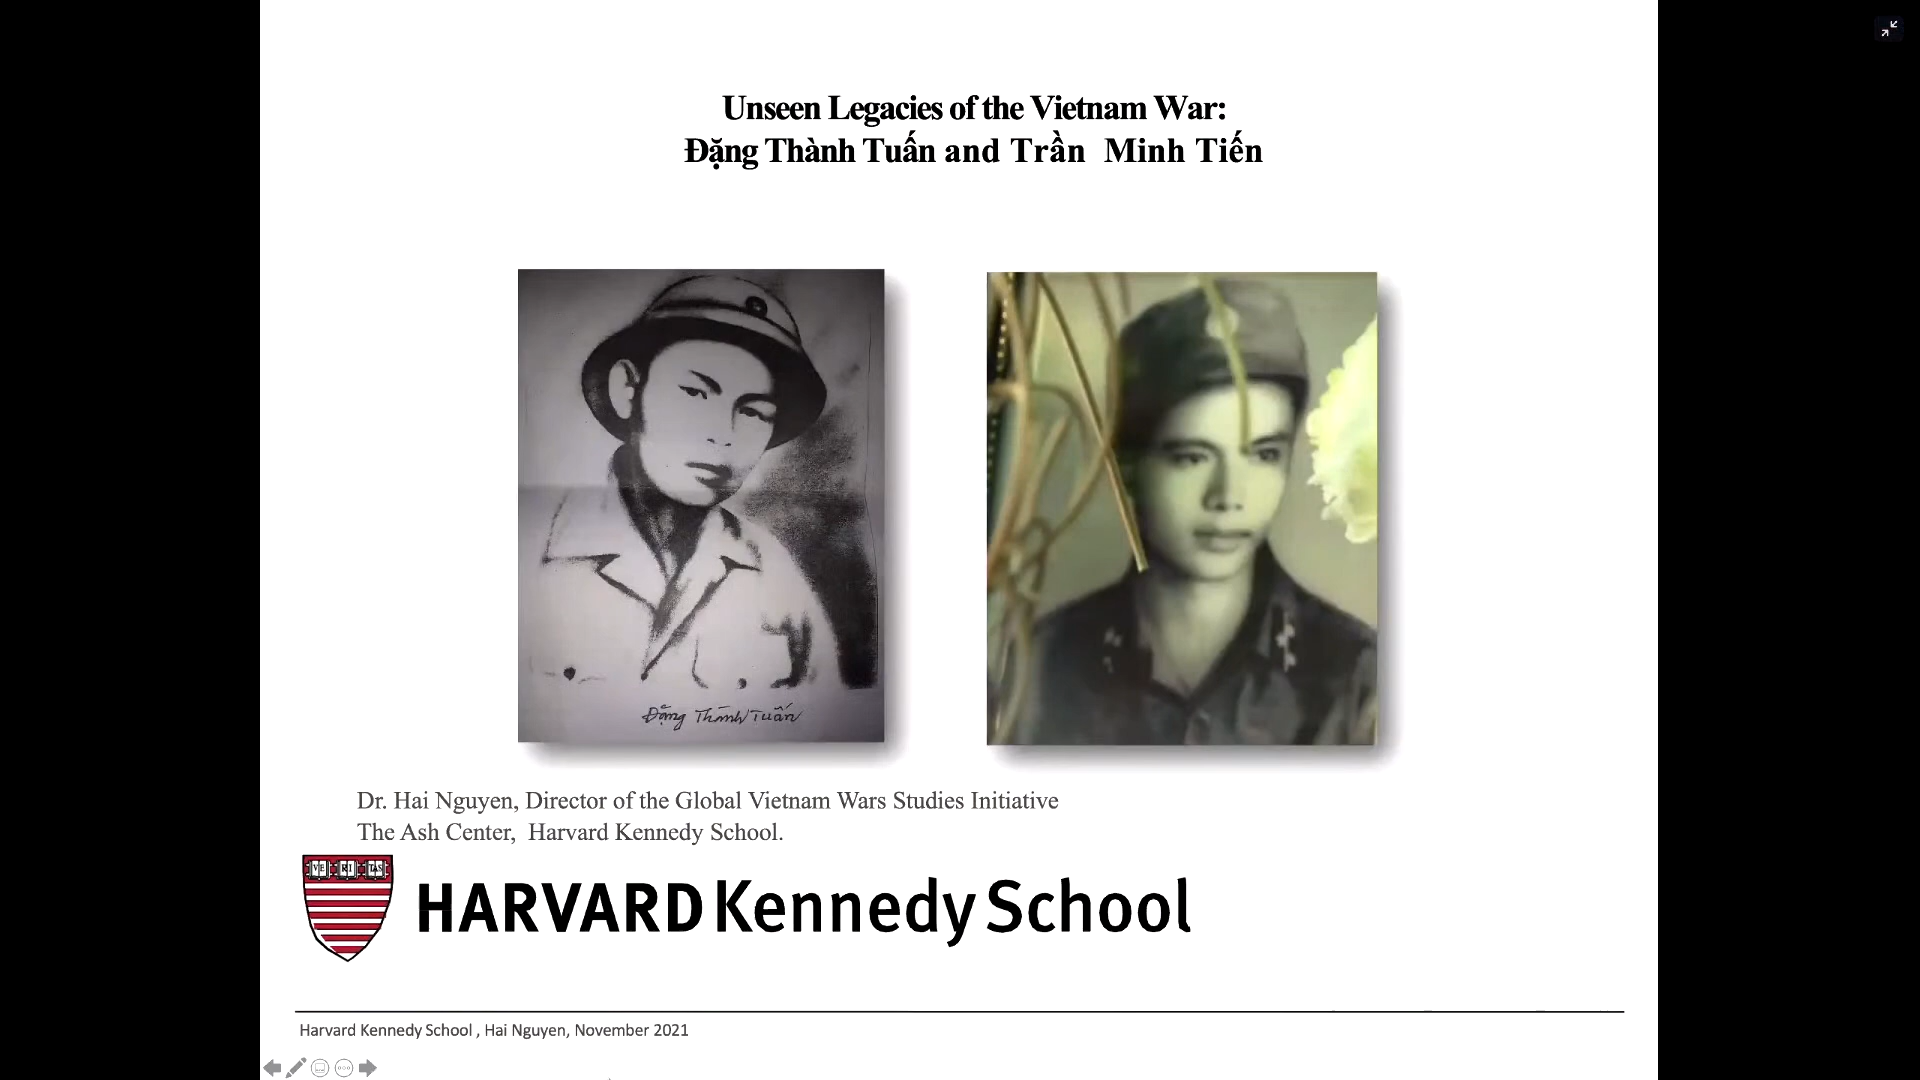 Unseen Legacies of the Vietnam War:
Đặng Thành Tuấn and Trần Minh Tiến
Đặng Thành Tuấn
Dr. Hai Nguyen, Director of the Global Vietnam Wars Studies Initiative
The Ash Center, Harvard Kennedy School.
VE RI TAS
HARVARD Kennedy School
Harvard Kennedy School , Hai Nguyen, November 2021